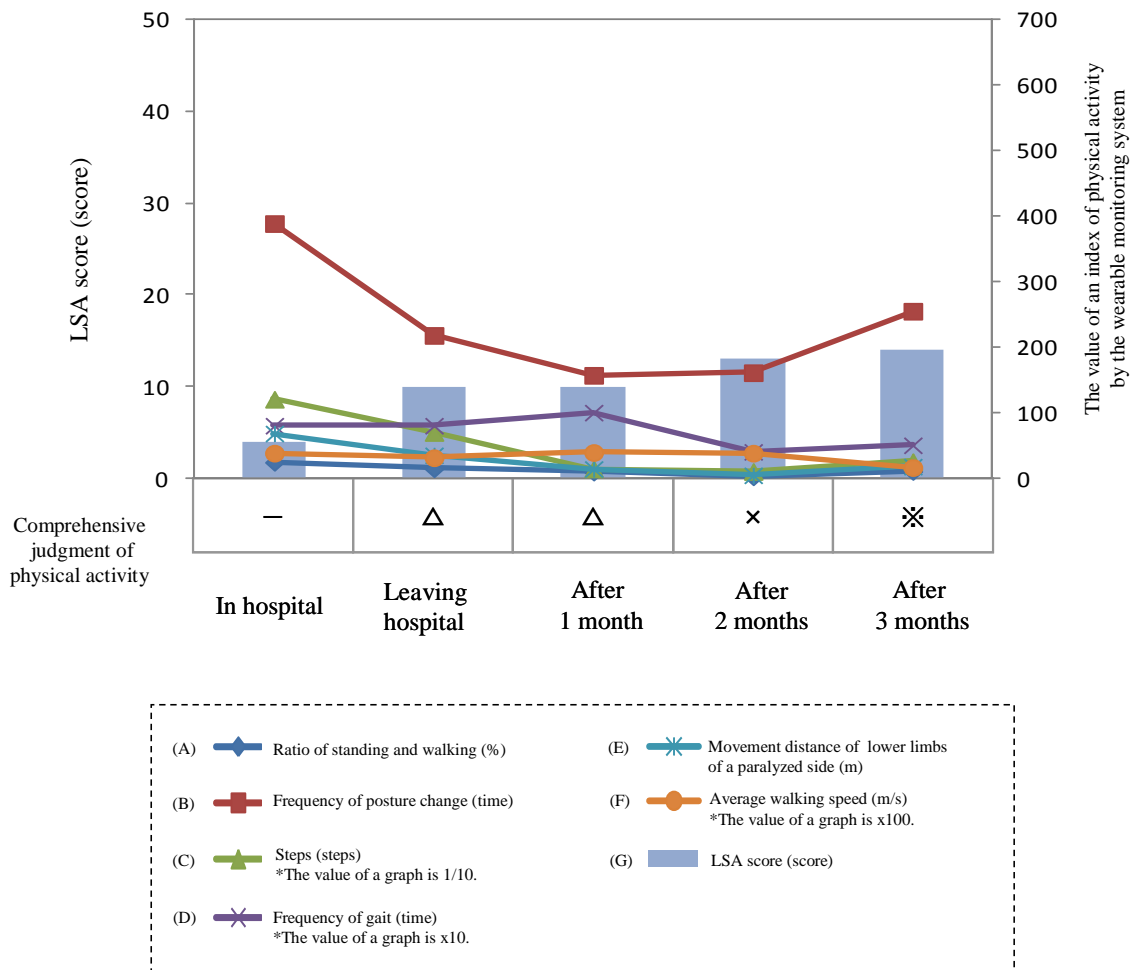 50
40
30
20
10
0
LSA score (score)
700
600
500
400
300
200
100
0
The value of an index of physical activity
by the wearable monitoring system
Comprehensive
judgment of
physical activity
— △ △ × ※
In hospital
Leaving
hospital
After
1 month
After
2 months
After
3 months
(A) Ratio of standing and walking (%)
(B) Frequency of posture change (time)
(C) Steps (steps)
*The value of a graph is 1/10.
(D) Frequency of gait (time)
*The value of a graph is x10.
(E) Movement distance of lower limbs
of a paralyzed side (m)
(F) Average walking speed (m/s)
*The value of a graph is x100.
(G) LSA score (score)